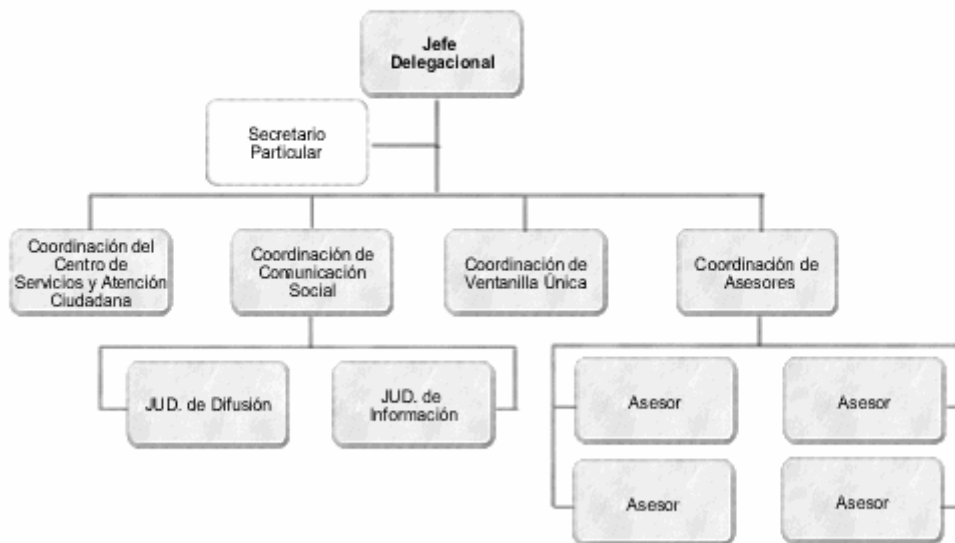 Jefe
Delegacional
Secretario
Particular
Coordinación del
Centro de
Servicios y Atención
Ciudadana
Coordinación de
Comunicación
Social
Coordinación de
Ventanilla Única
Coordinación de
Asesores
JUD. de Difusión
JUD. de
Información
Asesor
Asesor
Asesor
Asesor